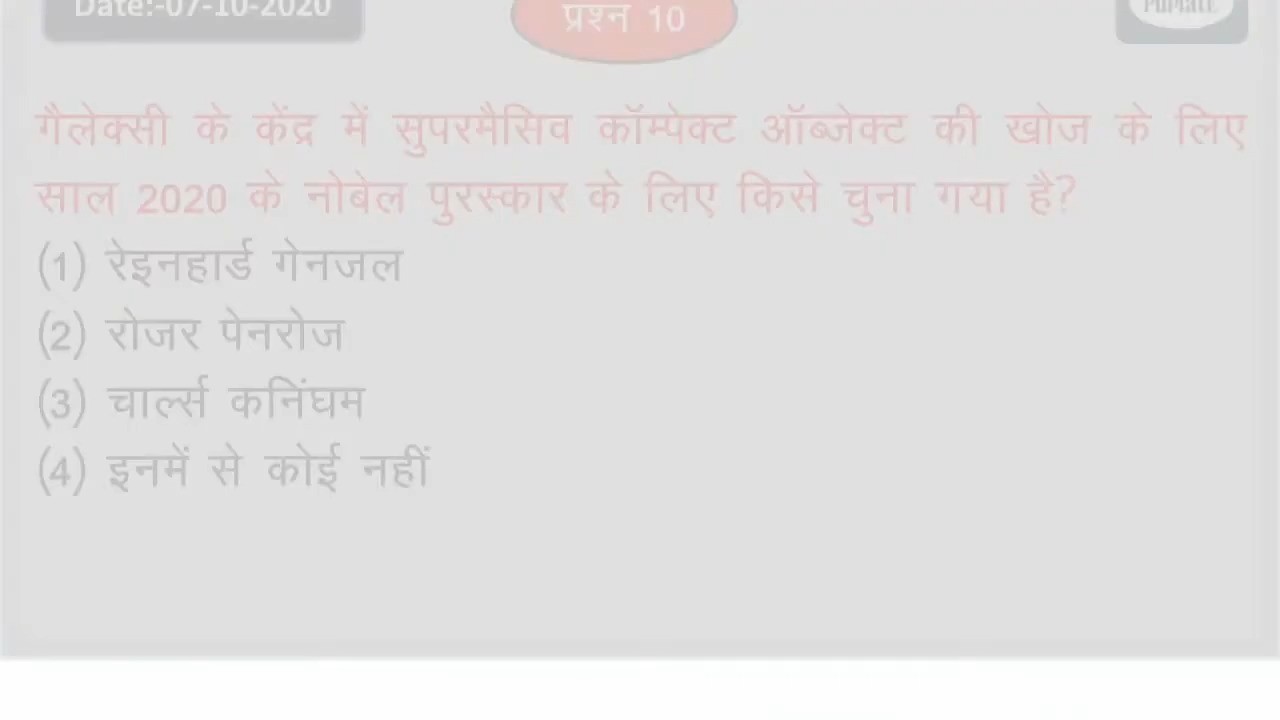 Date:-07-10-2020
प्रश्न 10
गैलेक्सी के केंद्र में सुपरमैसिव कॉम्पेक्ट ऑब्जेक्ट की खोज के लिए
साल 2020 के नोबेल पुरस्कार के लिए किसे चुना गया है?
(1) रेइनहार्ड गेनजल
(2) रोजर पेनरोज
(3) चार्ल्स कनिंघम
(4) इनमें से कोई नहीं